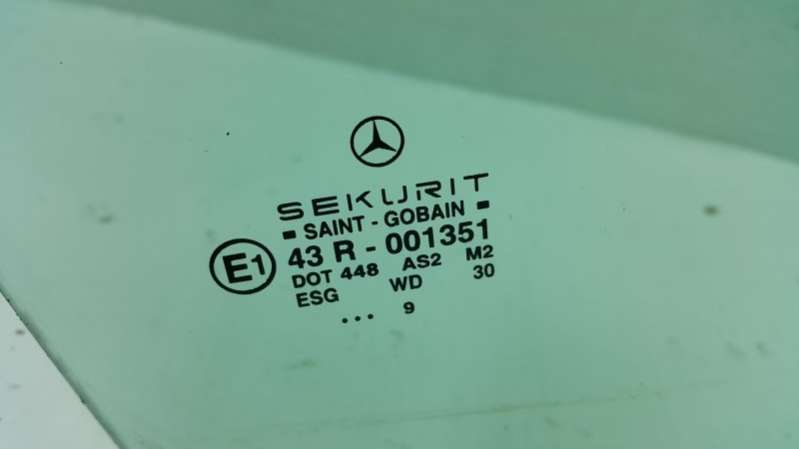 SEKURIT
SAINT - GOBAIN
E1 43 R - 001351
DOT 448 AS2 M2
ESG WD 30
... 9